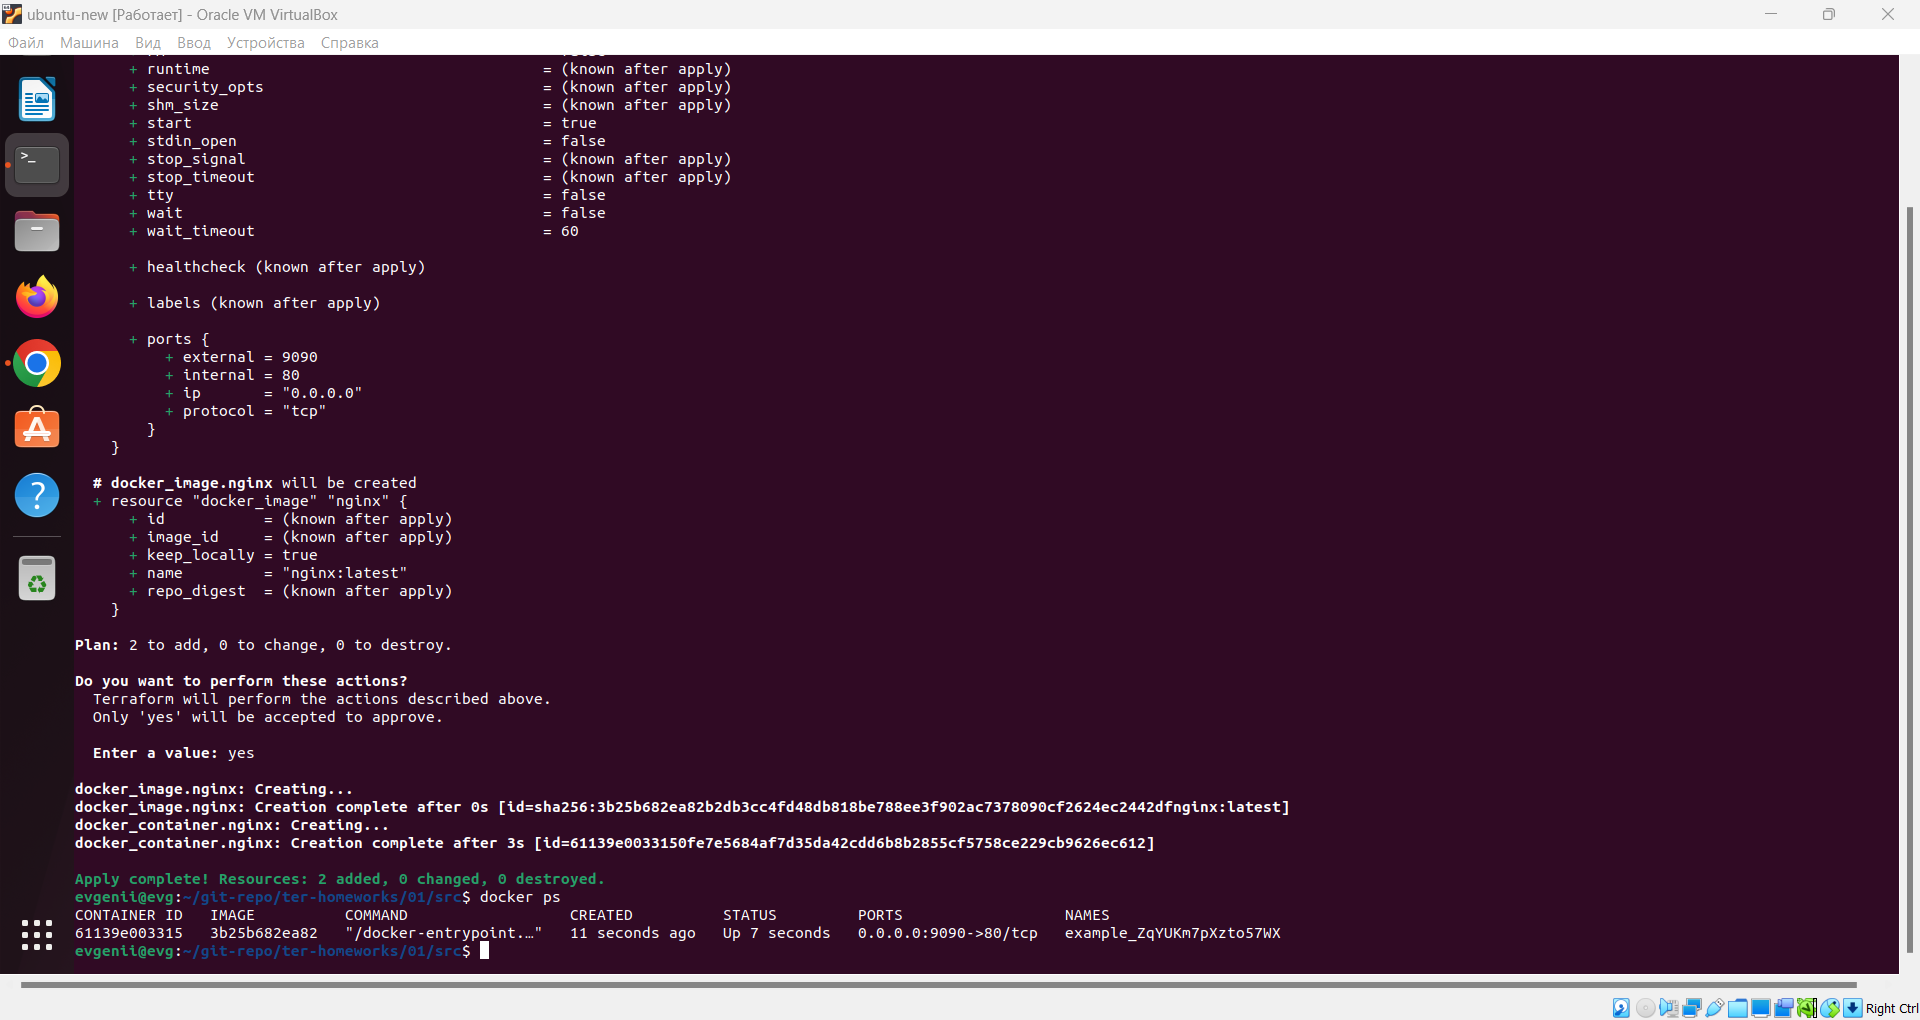 ubuntu-new [Работает] - Oracle VM VirtualBox
Файл Машина Вид Ввод Устройства Справка
+ runtime = (known after apply)
+ security_opts = (known after apply)
+ shm_size = (known after apply)
+ start = true
+ stdin_open = false
+ stop_signal = (known after apply)
+ stop_timeout = (known after apply)
+ tty = false
+ wait = false
+ wait_timeout = 60
+ healthcheck (known after apply)
+ labels (known after apply)
+ ports {
+ external = 9090
+ internal = 80
+ ip = "0.0.0.0"
+ protocol = "tcp"
}
}
# docker_image.nginx will be created
+ resource "docker_image" "nginx" {
+ id = (known after apply)
+ image_id = (known after apply)
+ keep_locally = true
+ name = "nginx:latest"
+ repo_digest = (known after apply)
}
Plan: 2 to add, 0 to change, 0 to destroy.
Do you want to perform these actions?
Terraform will perform the actions described above.
Only 'yes' will be accepted to approve.
Enter a value: yes
docker_image.nginx: Creating...
docker_image.nginx: Creation complete after 0s [id=sha256:3b25b682ea82b2db3cc4fd48db818be788ee3f902ac7378090cf2624ec2442dfnginx:latest]
docker_container.nginx: Creating...
docker_container.nginx: Creation complete after 3s [id=61139e0033150fe7e5684af7d35da42cdd6b8b2855cf5758ce229cb9626ec612]
Apply complete! Resources: 2 added, 0 changed, 0 destroyed.
evgenii@evg:~/git-repo/ter-homeworks/01/src$ docker ps
CONTAINER ID IMAGE COMMAND CREATED STATUS PORTS NAMES
61139e003315 3b25b682ea82 "/docker-entrypoint.…" 11 seconds ago Up 7 seconds 0.0.0.0:9090->80/tcp example_ZqYUKm7pXzto57WX
evgenii@evg:~/git-repo/ter-homeworks/01/src$
Right Ctrl